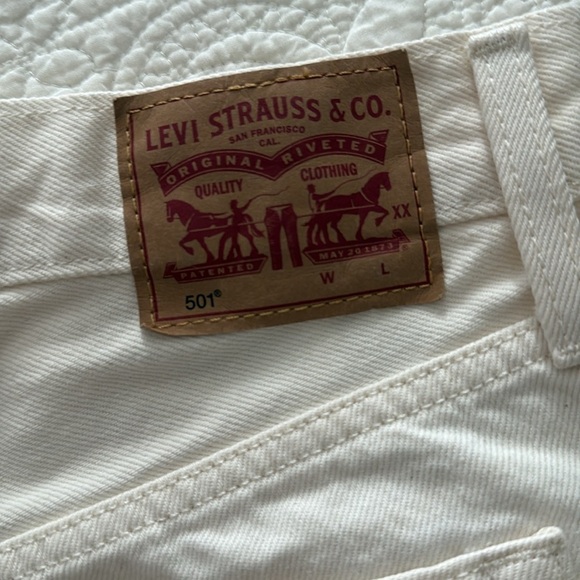 LEVI STRAUSS & CO.
SAN FRANCISCO
CAL.
ORIGINAL RIVETED
QUALITY CLOTHING
XX
PATENTED MAY 20 1873
W L
501®